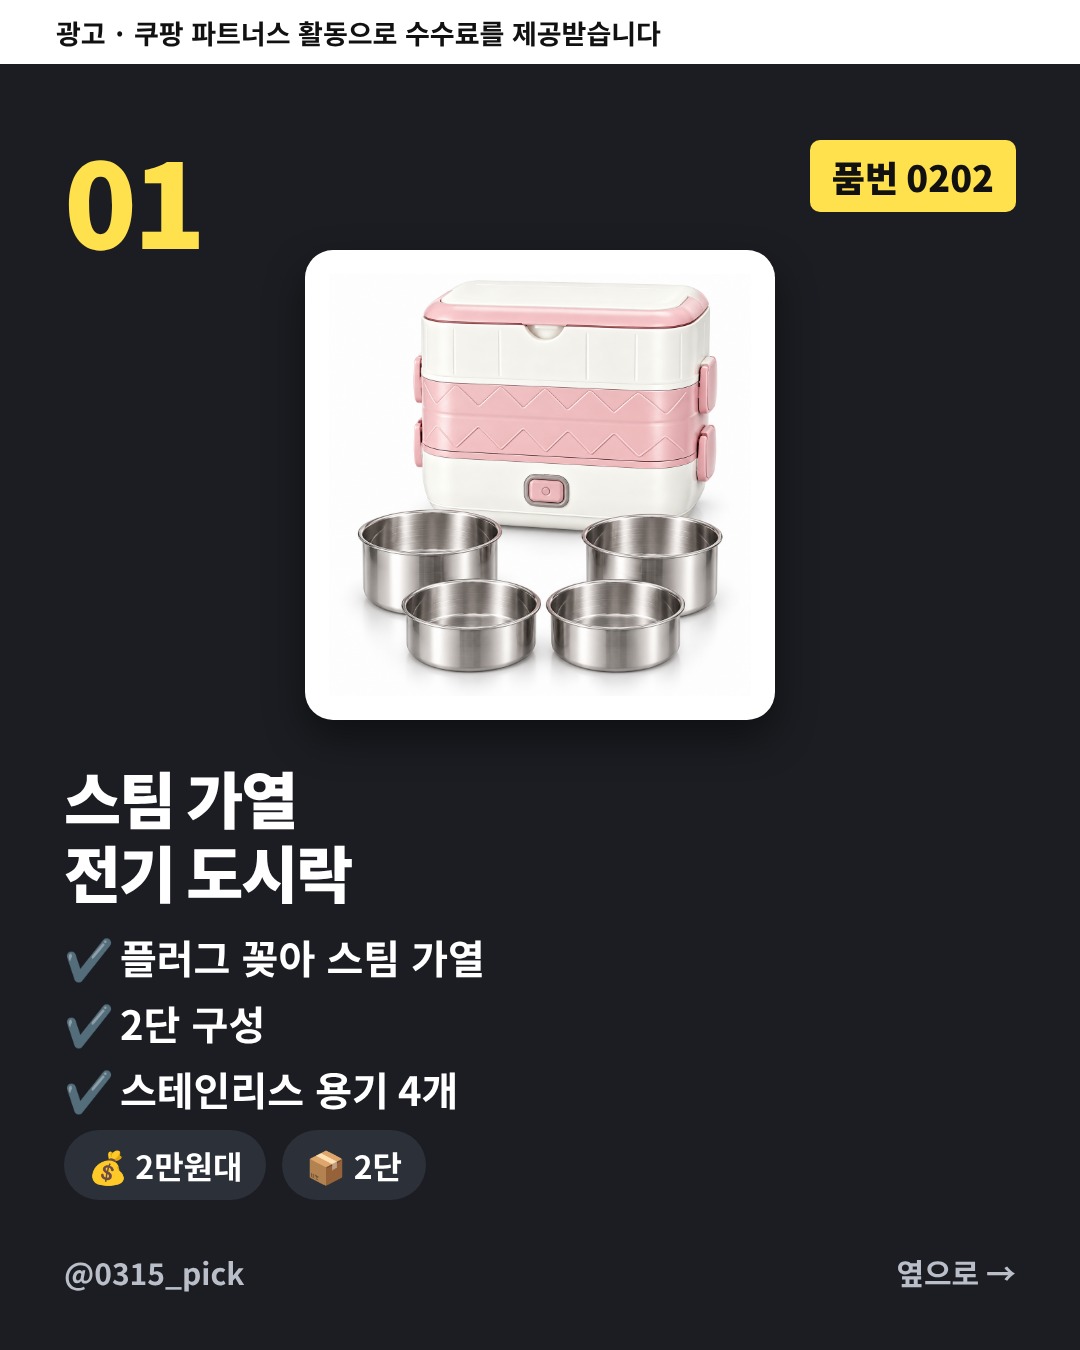 광고 · 쿠팡 파트너스 활동으로 수수료를 제공받습니다
01
품번 0202
스팀 가열
전기 도시락
✔️ 플러그 꽂아 스팀 가열
✔️ 2단 구성
✔️ 스테인리스 용기 4개
💰 2만원대
📦 2단
@0315_pick
옆으로 →